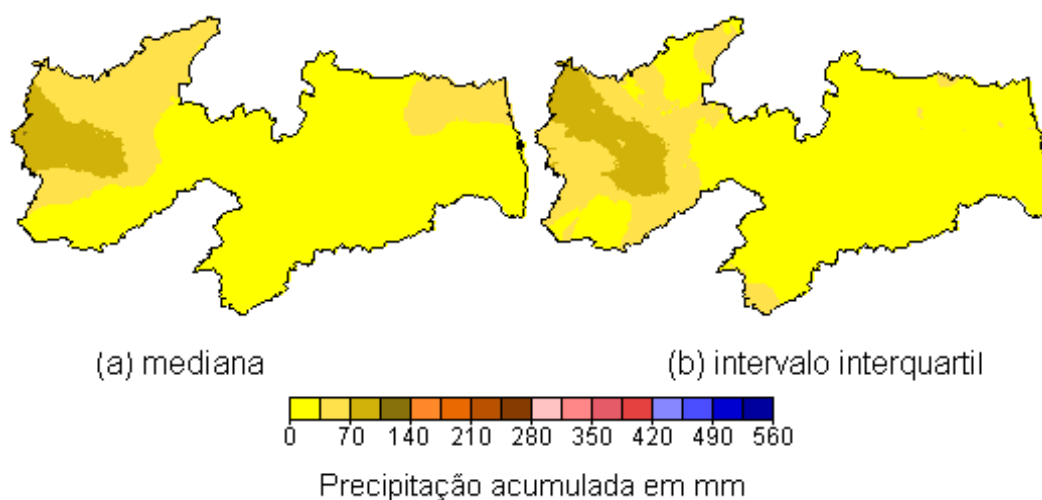 (a) mediana
(b) intervalo interquartil
0 70 140 210 280 350 420 490 560
Precipitação acumulada em mm